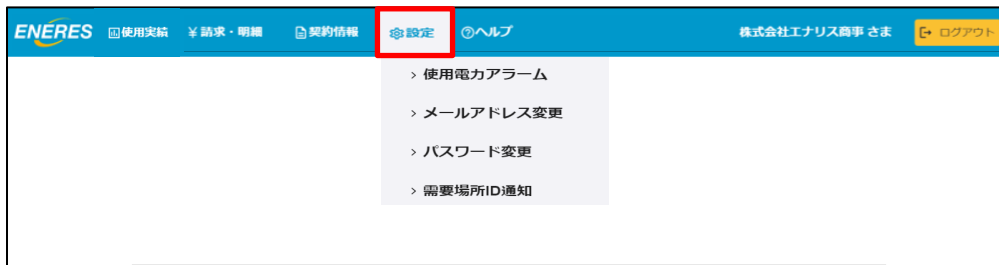 ENERES 使用実績 ¥ 請求・明細 契約情報 設定 ?ヘルプ 株式会社エナリス商事 さま ログアウト
> 使用電力アラーム
> メールアドレス変更
> パスワード変更
> 需要場所ID通知